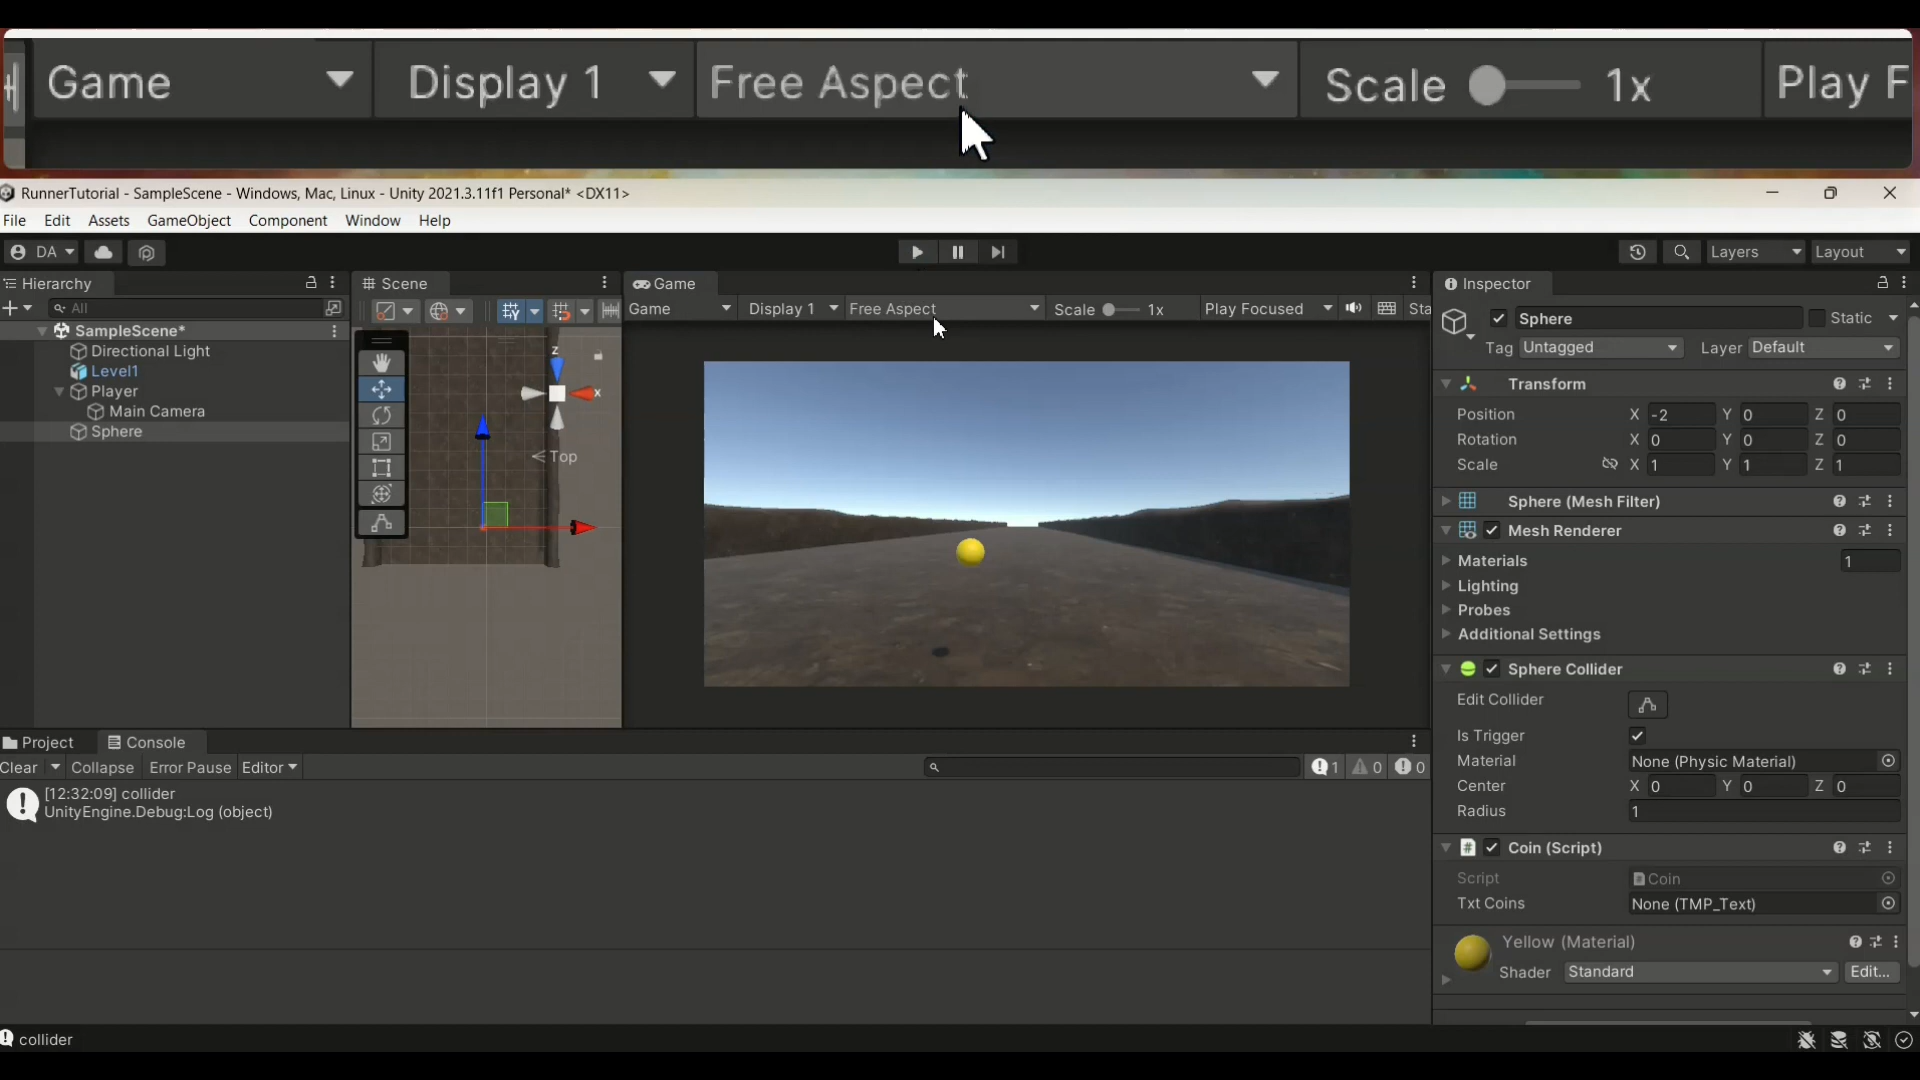 Game Display 1 Free Aspect Scale 1x Play F
RunnerTutorial - SampleScene - Windows, Mac, Linux - Unity 2021.3.11f1 Personal* <DX11>
File Edit Assets GameObject Component Window Help
DA Layers Layout
Hierarchy
All
SampleScene*
Directional Light
Level1
Player
Main Camera
Sphere
Scene
z
x
Top
Game
Game Display 1 Free Aspect Scale 1x Play Focused Sta
Inspector
Sphere Static
Tag Untagged Layer Default
Transform
Position X -2 Y 0 Z 0
Rotation X 0 Y 0 Z 0
Scale X 1 Y 1 Z 1
Sphere (Mesh Filter)
Mesh Renderer
Materials 1
Lighting
Probes
Additional Settings
Sphere Collider
Edit Collider
Is Trigger
Material None (Physic Material)
Center X 0 Y 0 Z 0
Radius 1
Coin (Script)
Script Coin
Txt Coins None (TMP_Text)
Yellow (Material)
Shader Standard Edit...
Project Console
Clear Collapse Error Pause Editor 1 0 0
[12:32:09] collider
UnityEngine.Debug:Log (object)
collider